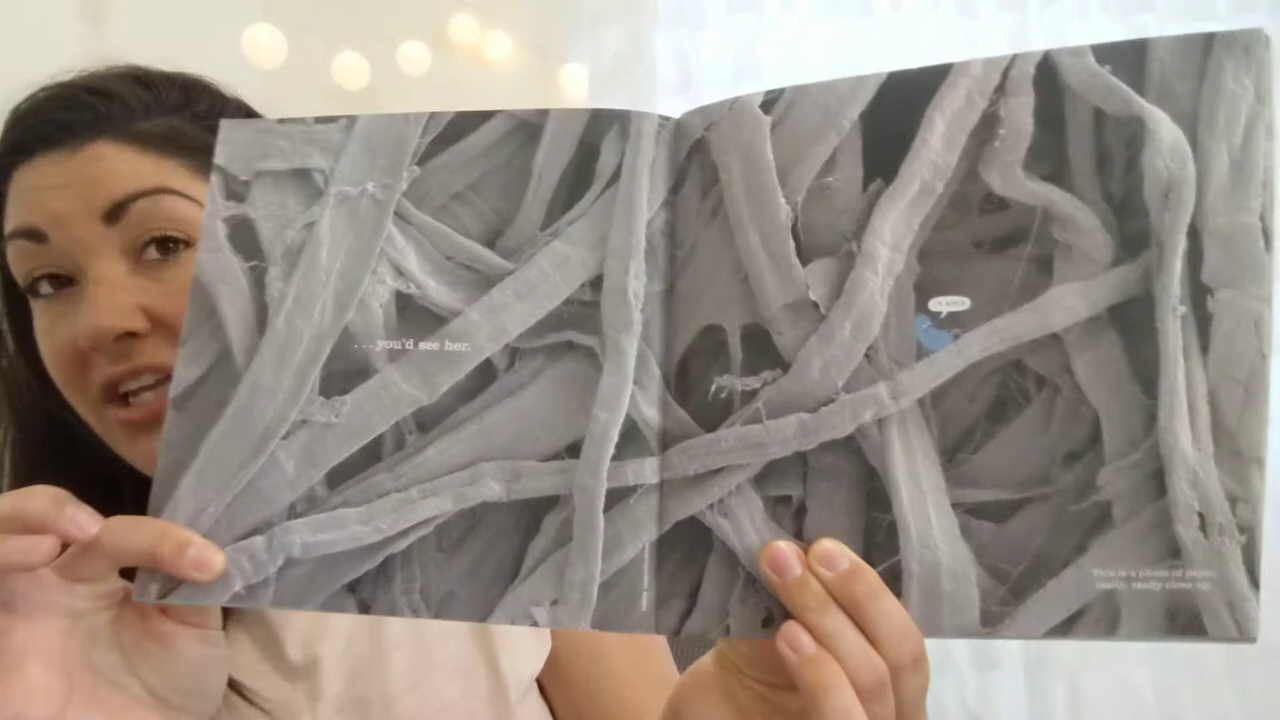 ...you'd see her.
This is a photo of paper
really, really close up.